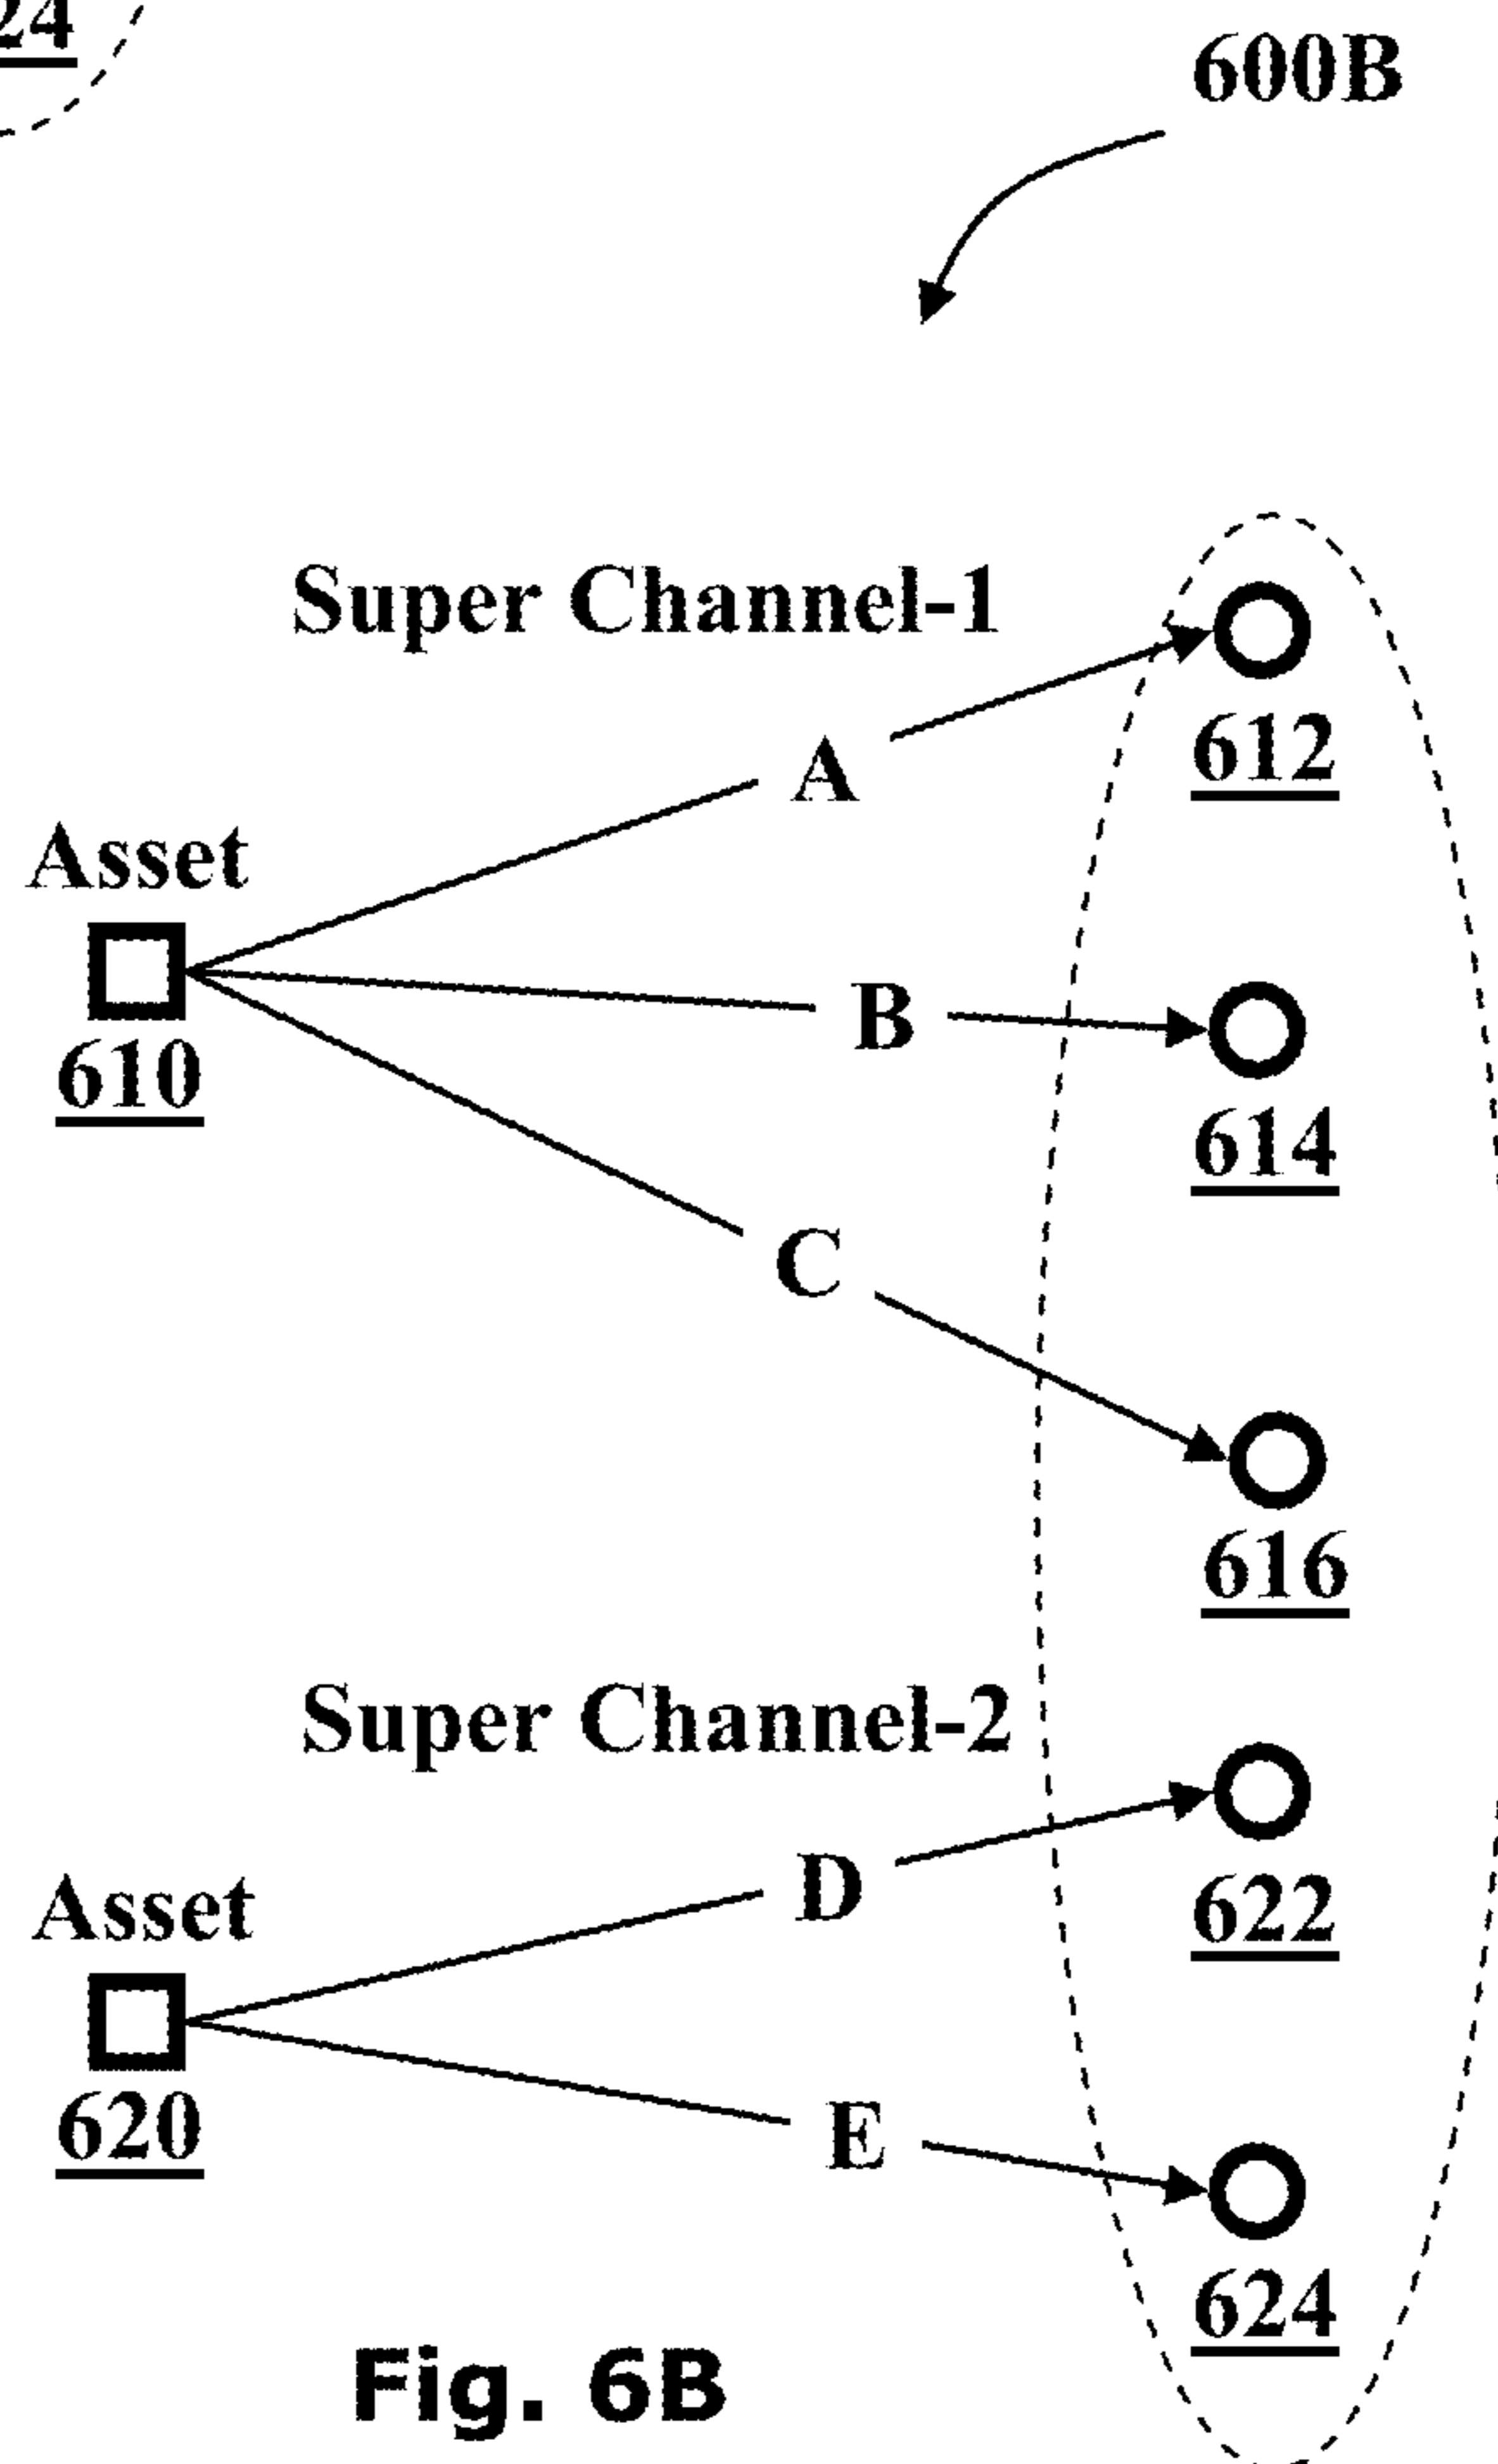 24
600B
Super Channel-1
A
612
Asset
B
610
614
C
616
Super Channel-2
D
622
Asset
620
E
624
Fig. 6B